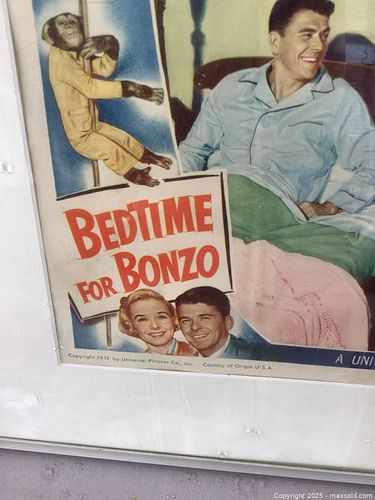 BEDTIME
FOR BONZO
Copyright 1951 by Universal Pictures Co., Inc. Country of Origin U.S.A.
A UNI
Copyright 2025 - maxsold.com